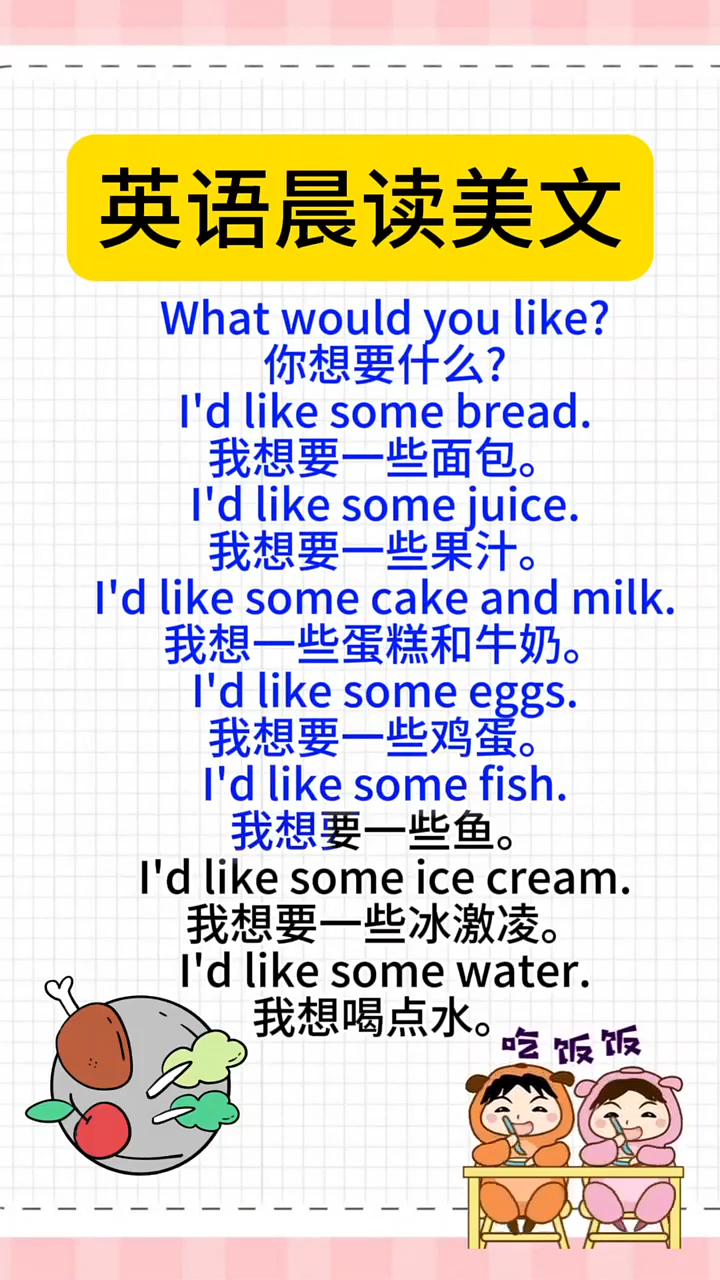 英语晨读美文
What would you like?
你想要什么?
I'd like some bread.
我想要一些面包。
I'd like some juice.
我想要一些果汁。
I'd like some cake and milk.
我想一些蛋糕和牛奶。
I'd like some eggs.
我想要一些鸡蛋。
I'd like some fish.
我想要一些鱼。
I'd like some ice cream.
我想要一些冰激凌。
I'd like some water.
我想喝点水。
吃饭饭